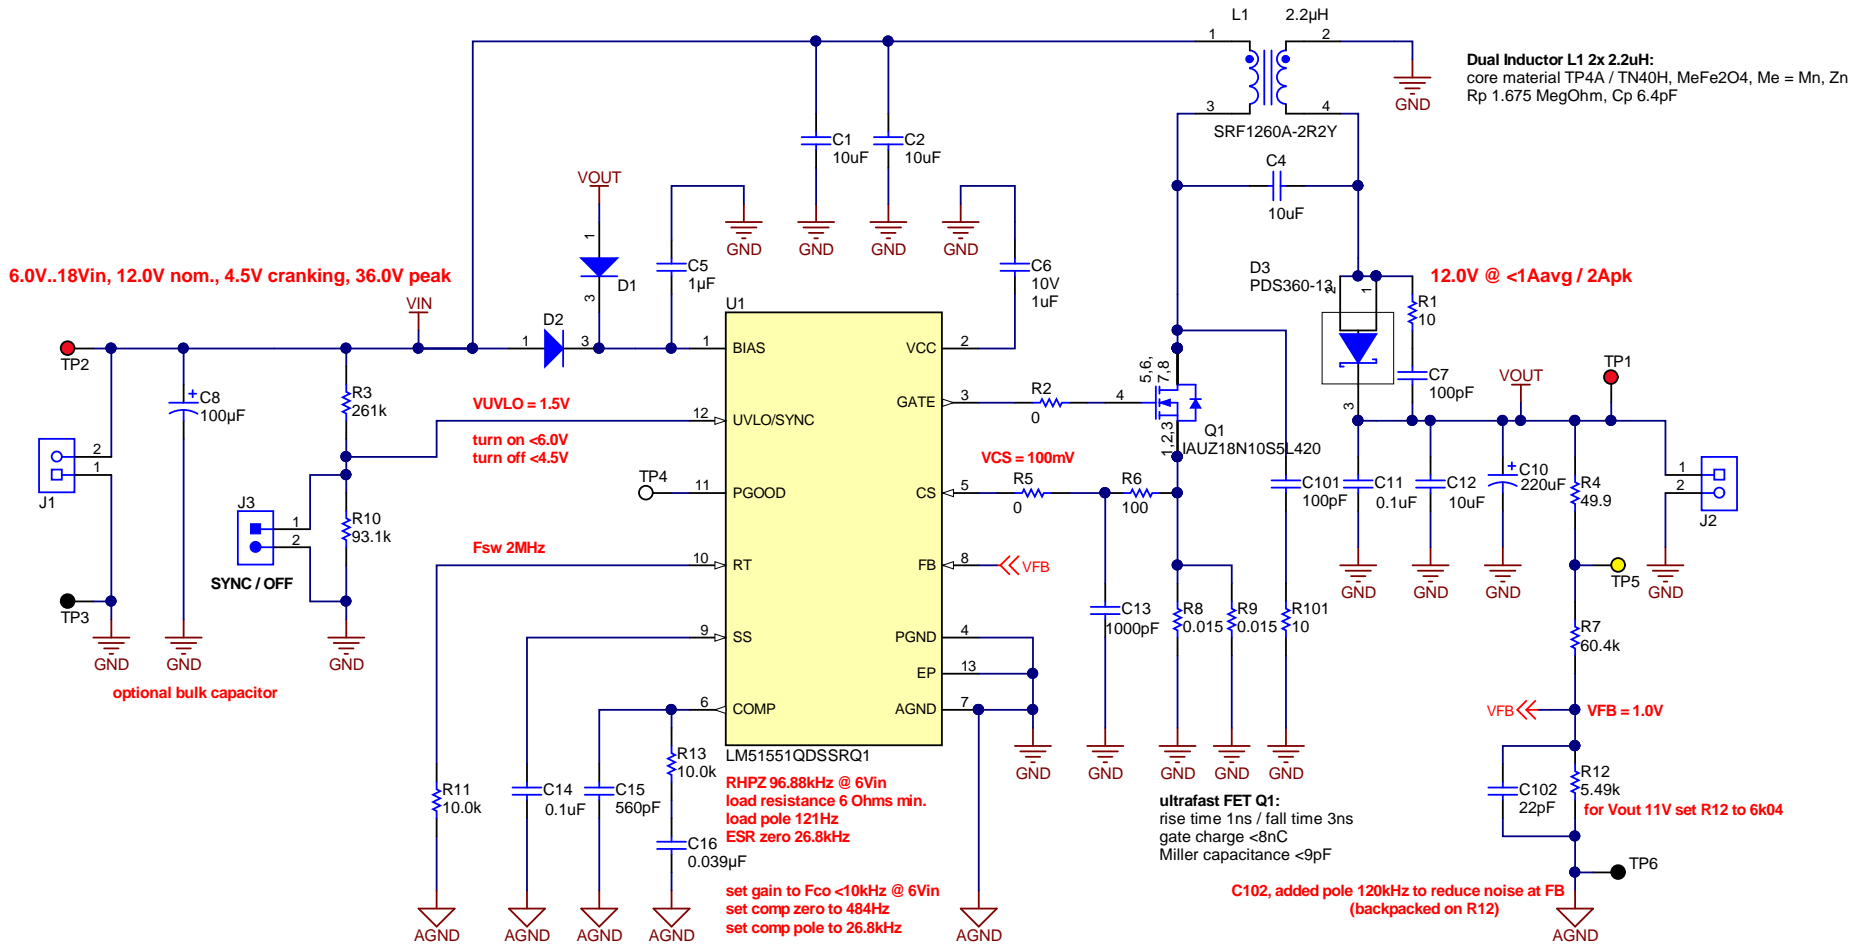 L1 2.2µH
1 2
3 4
SRF1260A-2R2Y
GND
Dual Inductor L1 2x 2.2uH:
core material TP4A / TN40H, MeFe2O4, Me = Mn, Zn
Rp 1.675 MegOhm, Cp 6.4pF
C1
10uF
GND
C2
10uF
GND
C4
10uF
VOUT
1
D1
3
GND
C5
1µF
GND
C6
10V
1uF
6.0V..18Vin, 12.0V nom., 4.5V cranking, 36.0V peak
VIN
D2
1 3
TP2
C8
100µF
GND
optional bulk capacitor
R3
261k
VUVLO = 1.5V
turn on <6.0V
turn off <4.5V
J1
2
1
TP3
GND
J3
1
2
SYNC / OFF
R10
93.1k
GND
TP4
Fsw 2MHz
U1
1 BIAS
12 UVLO/SYNC
11 PGOOD
10 RT
9 SS
6 COMP
VCC 2
GATE 3
CS 5
FB 8
PGND 4
EP 13
AGND 7
LM51551QDSSRQ1
VFB
GND
AGND
R11
10.0k
AGND
C14
0.1uF
AGND
C15
560pF
AGND
R13
10.0k
C16
0.039µF
AGND
RHPZ 96.88kHz @ 6Vin
load resistance 6 Ohms min.
load pole 121Hz
ESR zero 26.8kHz
set gain to Fco <10kHz @ 6Vin
set comp zero to 484Hz
set comp pole to 26.8kHz
R2
0
4
5,6,
7,8
1,2,3
Q1
IAUZ18N10S5L420
VCS = 100mV
R5
0
R6
100
C13
1000pF
GND
R8
0.015
GND
R9
0.015
GND
C101
100pF
R101
10
GND
ultrafast FET Q1:
rise time 1ns / fall time 3ns
gate charge <8nC
Miller capacitance <9pF
D3
PDS360-13
2
1
3
12.0V @ <1Aavg / 2Apk
R1
10
C7
100pF
VOUT
TP1
C11
0.1uF
GND
C12
10uF
GND
C10
220uF
GND
R4
49.9
1
2
J2
GND
TP5
R7
60.4k
VFB
VFB = 1.0V
C102
22pF
R12
5.49k
for Vout 11V set R12 to 6k04
TP6
C102, added pole 120kHz to reduce noise at FB
(backpacked on R12)
AGND